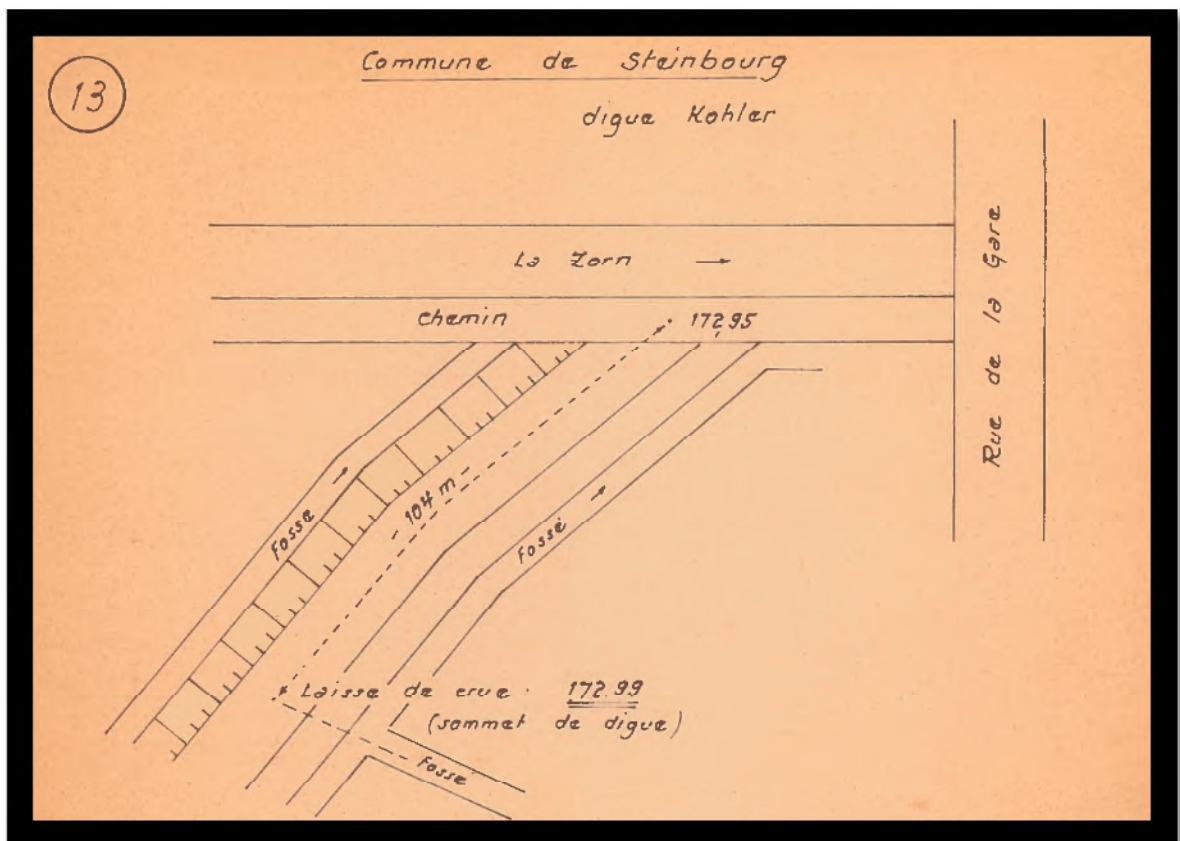 13
Commune de Steinbourg
digue Kohler
La Zorn
Chemin
172,95
Rue de la Gare
Fossé
104 m
Fossé
Laisse de crue : 172.99
(sommet de digue)
Fossé